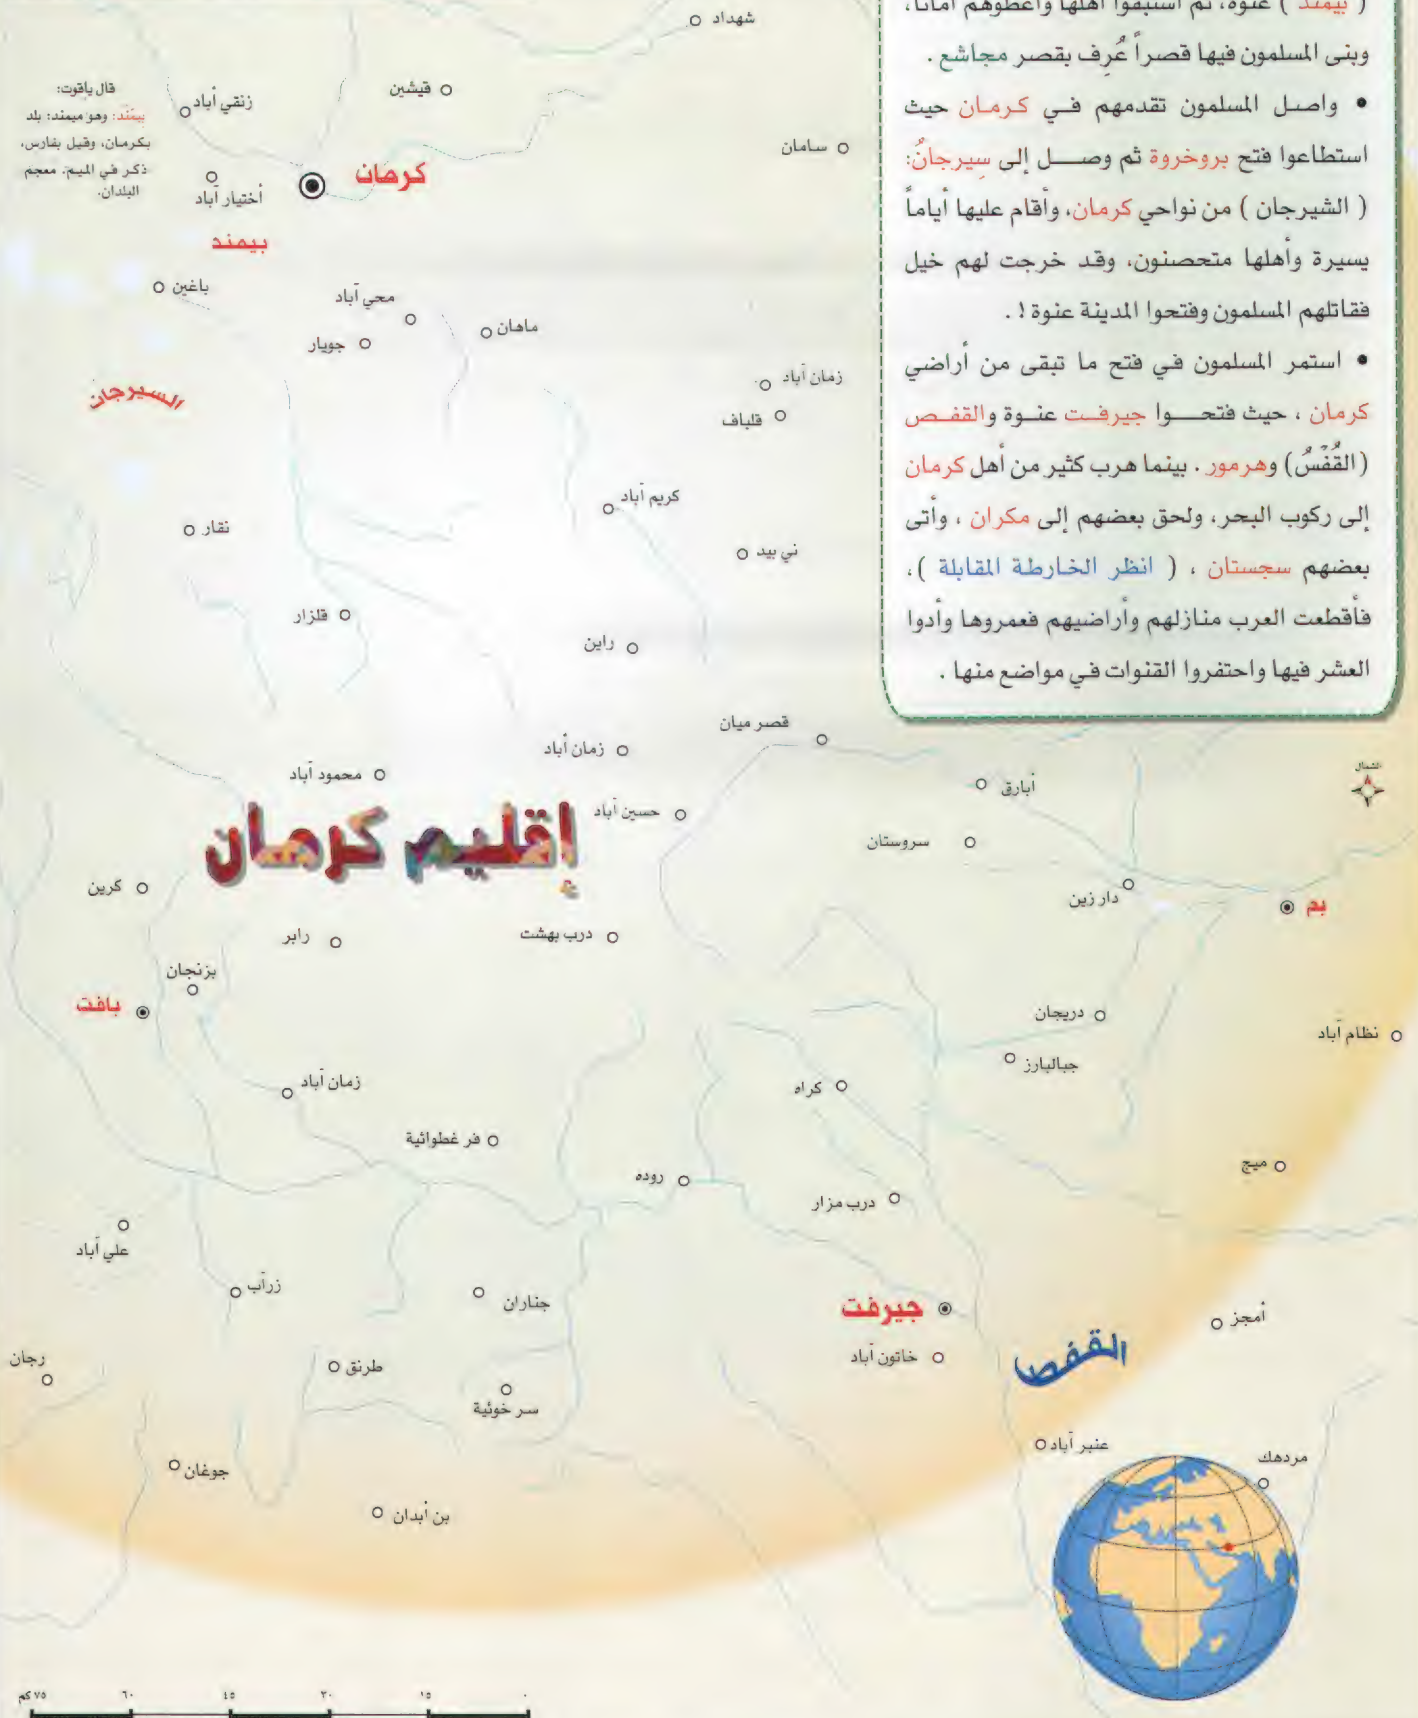 ( بيمند ) عنوة، ثم استبقوا أهلها وأعطوهم أماناً،
وبنى المسلمون فيها قصراً عُرِف بقصر مجاشع .
• واصل المسلمون تقدمهم في كرمان حيث
استطاعوا فتح بروخروة ثم وصل إلى سِيرجانُ:
( الشيرجان ) من نواحي كرمان، وأقام عليها أياماً
يسيرة وأهلها متحصنون، وقد خرجت لهم خيل
فقاتلهم المسلمون وفتحوا المدينة عنوة ! .
• استمر المسلمون في فتح ما تبقى من أراضي
كرمان ، حيث فتحوا جيرفت عنوة والقفص
( القُفْسُ) وهرمور . بينما هرب كثير من أهل كرمان
إلى ركوب البحر، ولحق بعضهم إلى مكران ، وأتى
بعضهم سجستان ، ( انظر الخارطة المقابلة ) ،
فأقطعت العرب منازلهم وأراضيهم فعمروها وأدوا
العشر فيها واحتفروا القنوات في مواضع منها .
شهداد
قال ياقوت:
بيمَنْد: وهو ميمند: بلد
بكرمان، وقيل بفارس،
ذكر في الميم. معجم
البلدان.
زنقي آباد
قيشين
سامان
كرمان
أختيار آباد
بيمند
باغين
محي آباد
ماهان
جويار
زمان آباد
السيرجان
قلباف
كريم آباد
نقار
ني بيد
قلزار
راين
قصر ميان
زمان آباد
محمود آباد
الشمال
أبارق
حسين آباد
إقليم كرمان
سروستان
كرين
دار زين
بم
رابر
درب بهشت
بزنجان
بافت
دريجان
نظام آباد
جبالبارز
زمان آباد
كراه
فر غطوائية
ميج
روده
درب مزار
علي آباد
زرآب
جناران
جيرفت
أمجز
القفص
خاتون آباد
رجان
طرنق
سر خوئية
عنبر آباد
مردهك
جوغان
بن أبدان
٧٥ كم ٦٠ ٤٥ ٣٠ ١٥ ٠